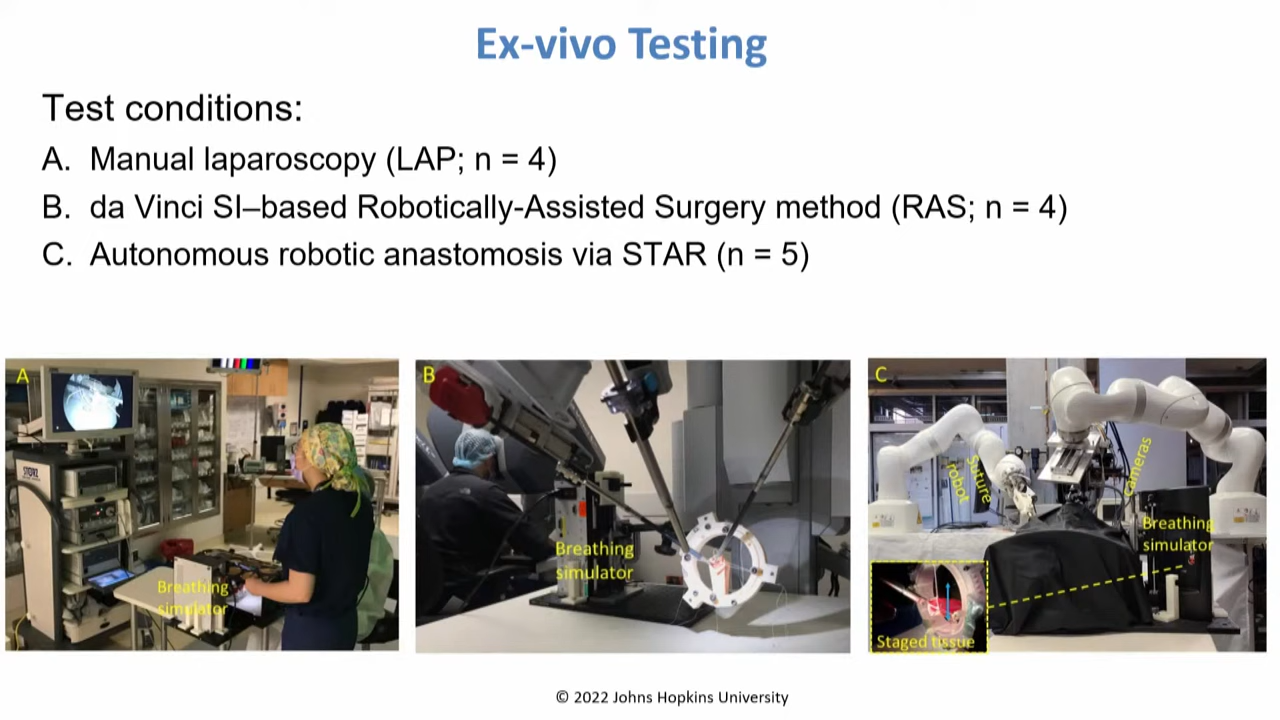 Ex-vivo Testing
Test conditions:
A. Manual laparoscopy (LAP; n = 4)
B. da Vinci SI–based Robotically-Assisted Surgery method (RAS; n = 4)
C. Autonomous robotic anastomosis via STAR (n = 5)
A
STORZ
Breathing
simulator
B
Breathing
simulator
C
Suture
robot
cameras
Breathing
simulator
Staged tissue
© 2022 Johns Hopkins University